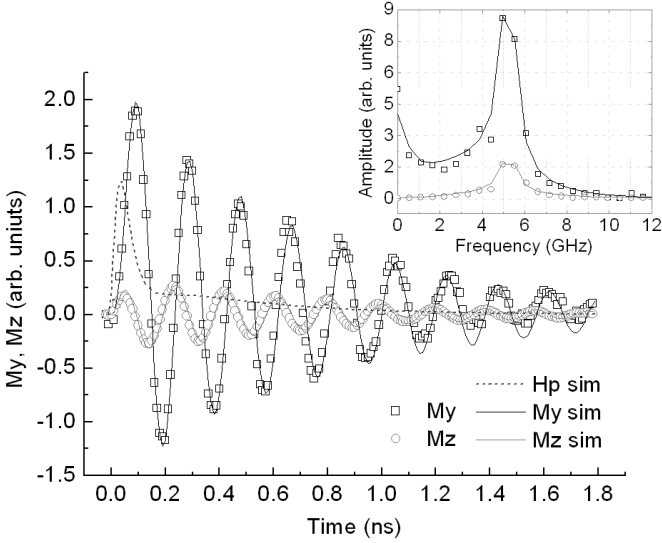 9
8
6
5
3
2
0
Amplitude (arb. units)
0 2 4 6 8 10 12
Frequency (GHz)
2.0
1.5
1.0
0.5
0.0
-0.5
-1.0
-1.5
My, Mz (arb. uniuts)
Hp sim
My My sim
Mz Mz sim
0.0 0.2 0.4 0.6 0.8 1.0 1.2 1.4 1.6 1.8
Time (ns)